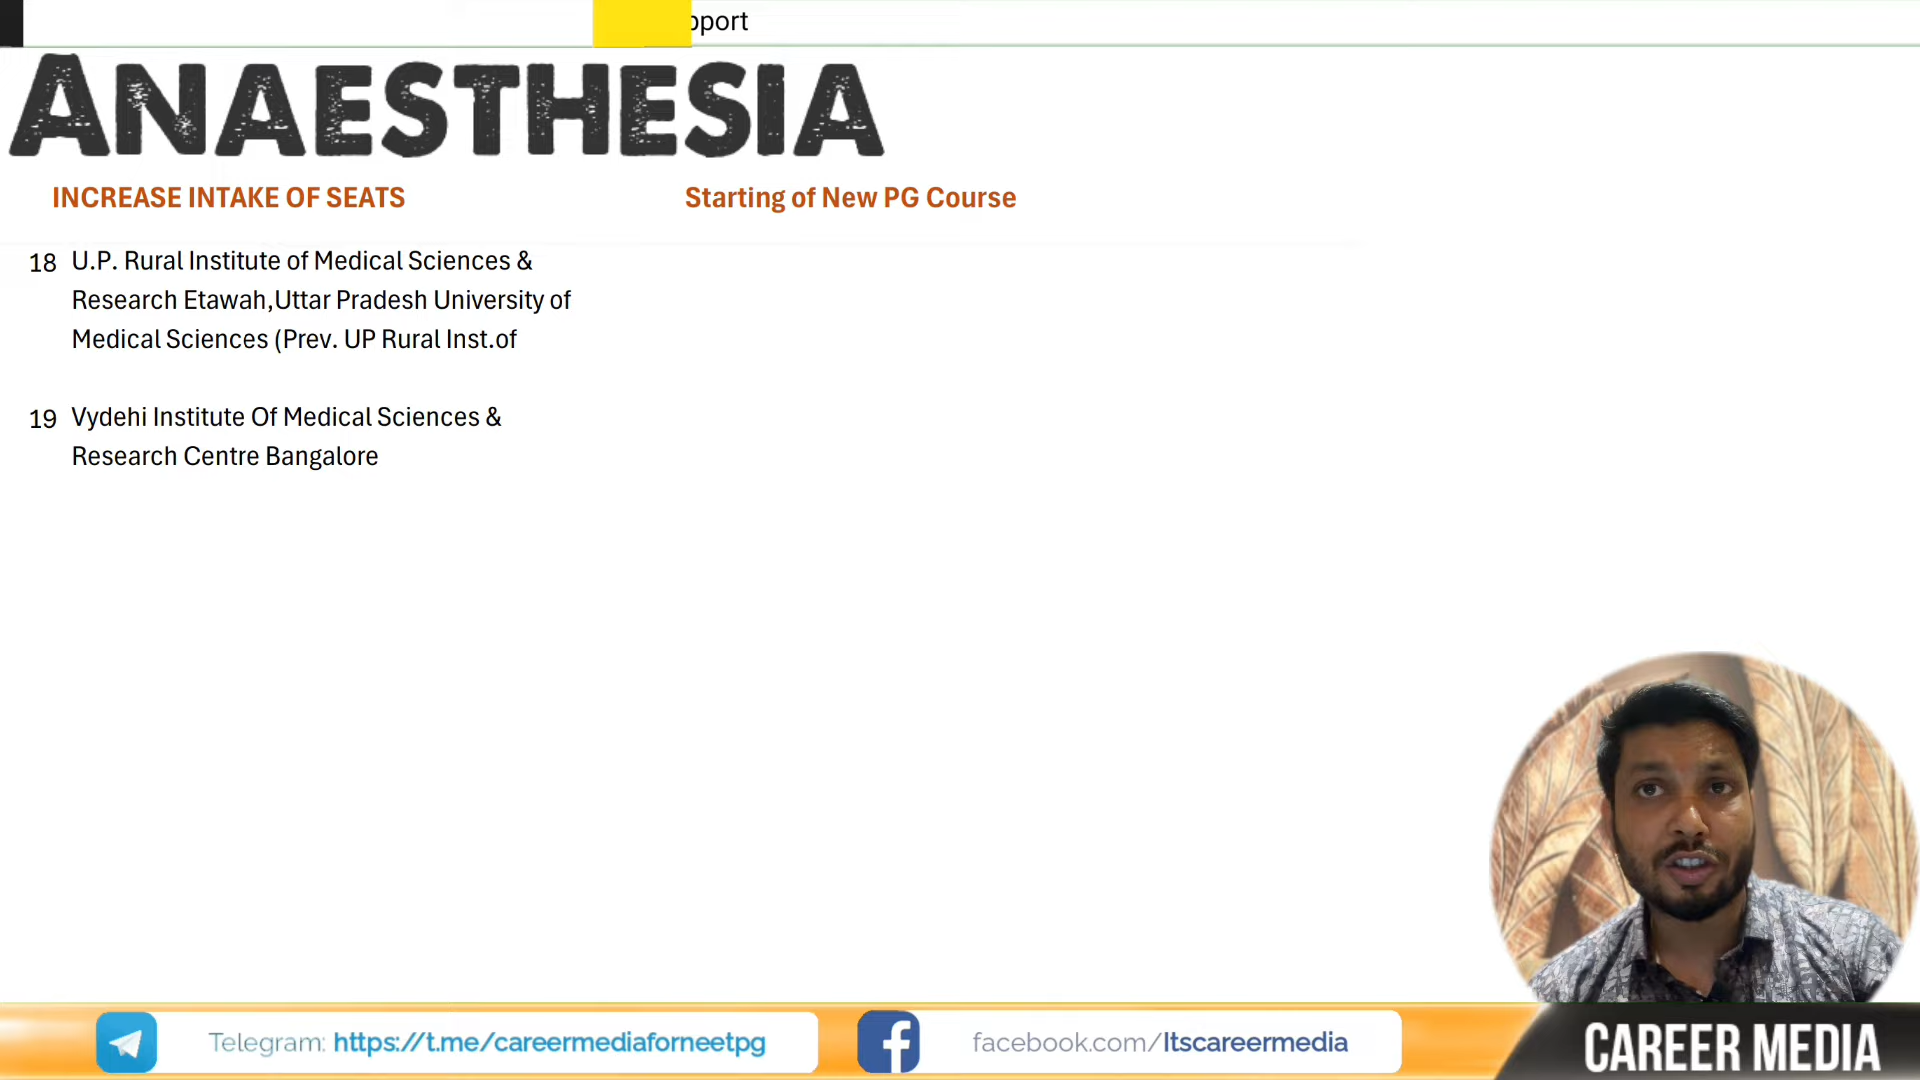 ANAESTHESIA
INCREASE INTAKE OF SEATS
Starting of New PG Course
18 U.P. Rural Institute of Medical Sciences &
Research Etawah,Uttar Pradesh University of
Medical Sciences (Prev. UP Rural Inst.of
19 Vydehi Institute Of Medical Sciences &
Research Centre Bangalore
Telegram: https://t.me/careermediaforneetpg
facebook.com/Itscareermedia
CAREER MEDIA